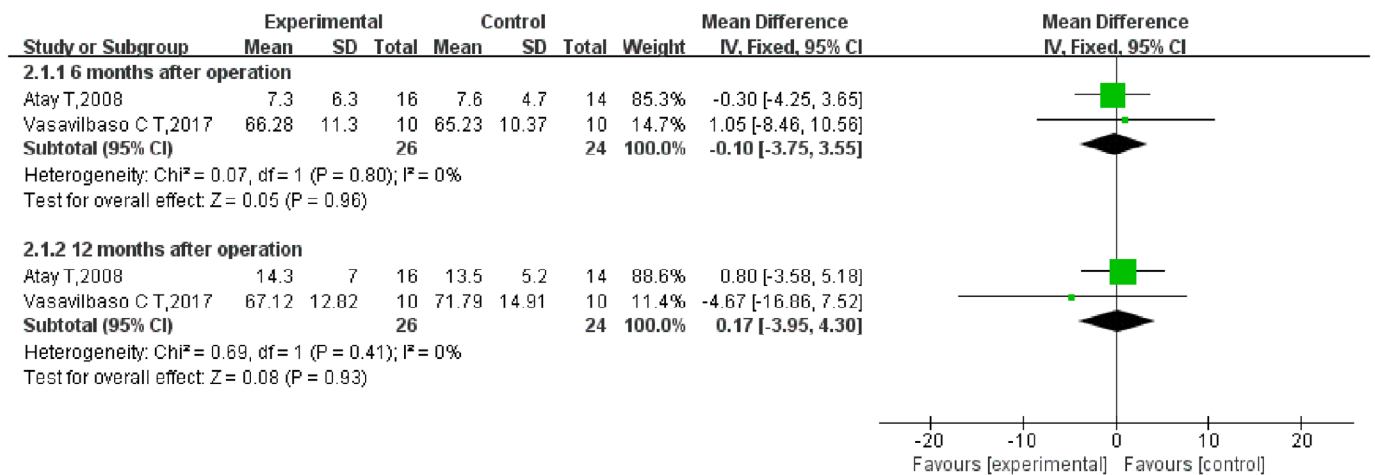 Experimental Control Mean Difference Mean Difference
Study or Subgroup Mean SD Total Mean SD Total Weight IV, Fixed, 95% CI IV, Fixed, 95% CI
2.1.1 6 months after operation
Atay T,2008 7.3 6.3 16 7.6 4.7 14 85.3% -0.30 [-4.25, 3.65]
Vasavilbaso C T,2017 66.28 11.3 10 65.23 10.37 10 14.7% 1.05 [-8.46, 10.56]
Subtotal (95% CI) 26 24 100.0% -0.10 [-3.75, 3.55]
Heterogeneity: Chi² = 0.07, df = 1 (P = 0.80); I² = 0%
Test for overall effect: Z = 0.05 (P = 0.96)
2.1.2 12 months after operation
Atay T,2008 14.3 7 16 13.5 5.2 14 88.6% 0.80 [-3.58, 5.18]
Vasavilbaso C T,2017 67.12 12.82 10 71.79 14.91 10 11.4% -4.67 [-16.86, 7.52]
Subtotal (95% CI) 26 24 100.0% 0.17 [-3.95, 4.30]
Heterogeneity: Chi² = 0.69, df = 1 (P = 0.41); I² = 0%
Test for overall effect: Z = 0.08 (P = 0.93)
-20 -10 0 10 20
Favours [experimental] Favours [control]